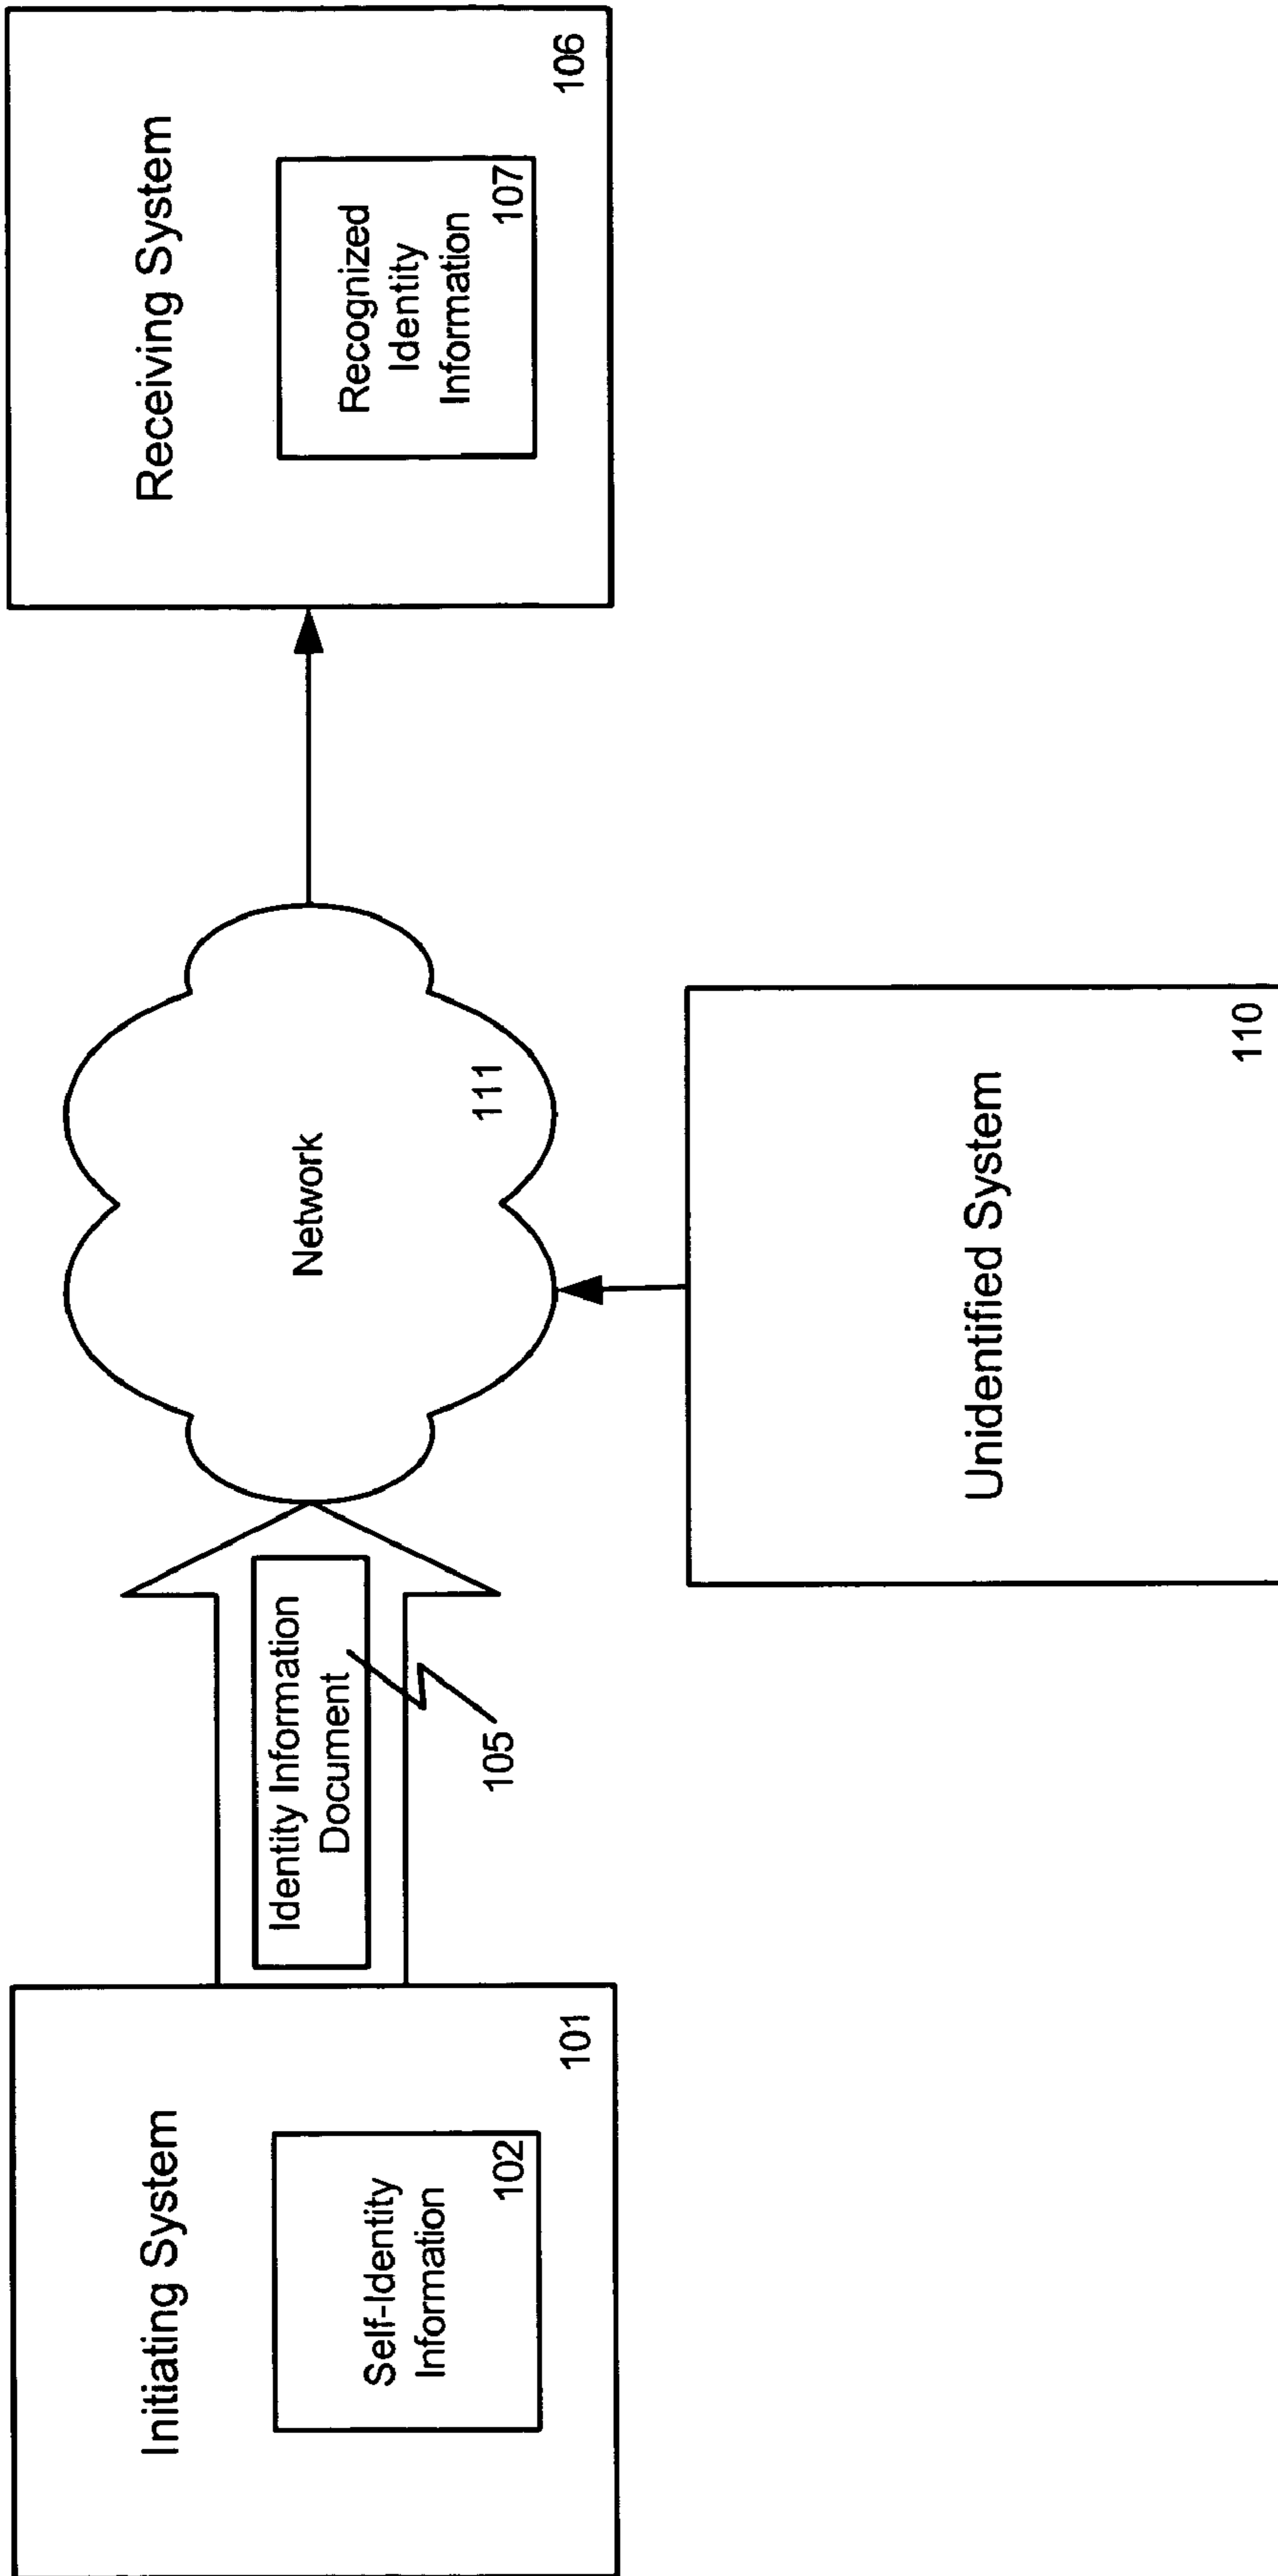 Initiating System
Self-Identity
Information
102
101
Identity Information
Document
105
Network
111
Receiving System
Recognized
Identity
Information
107
106
Unidentified System
110